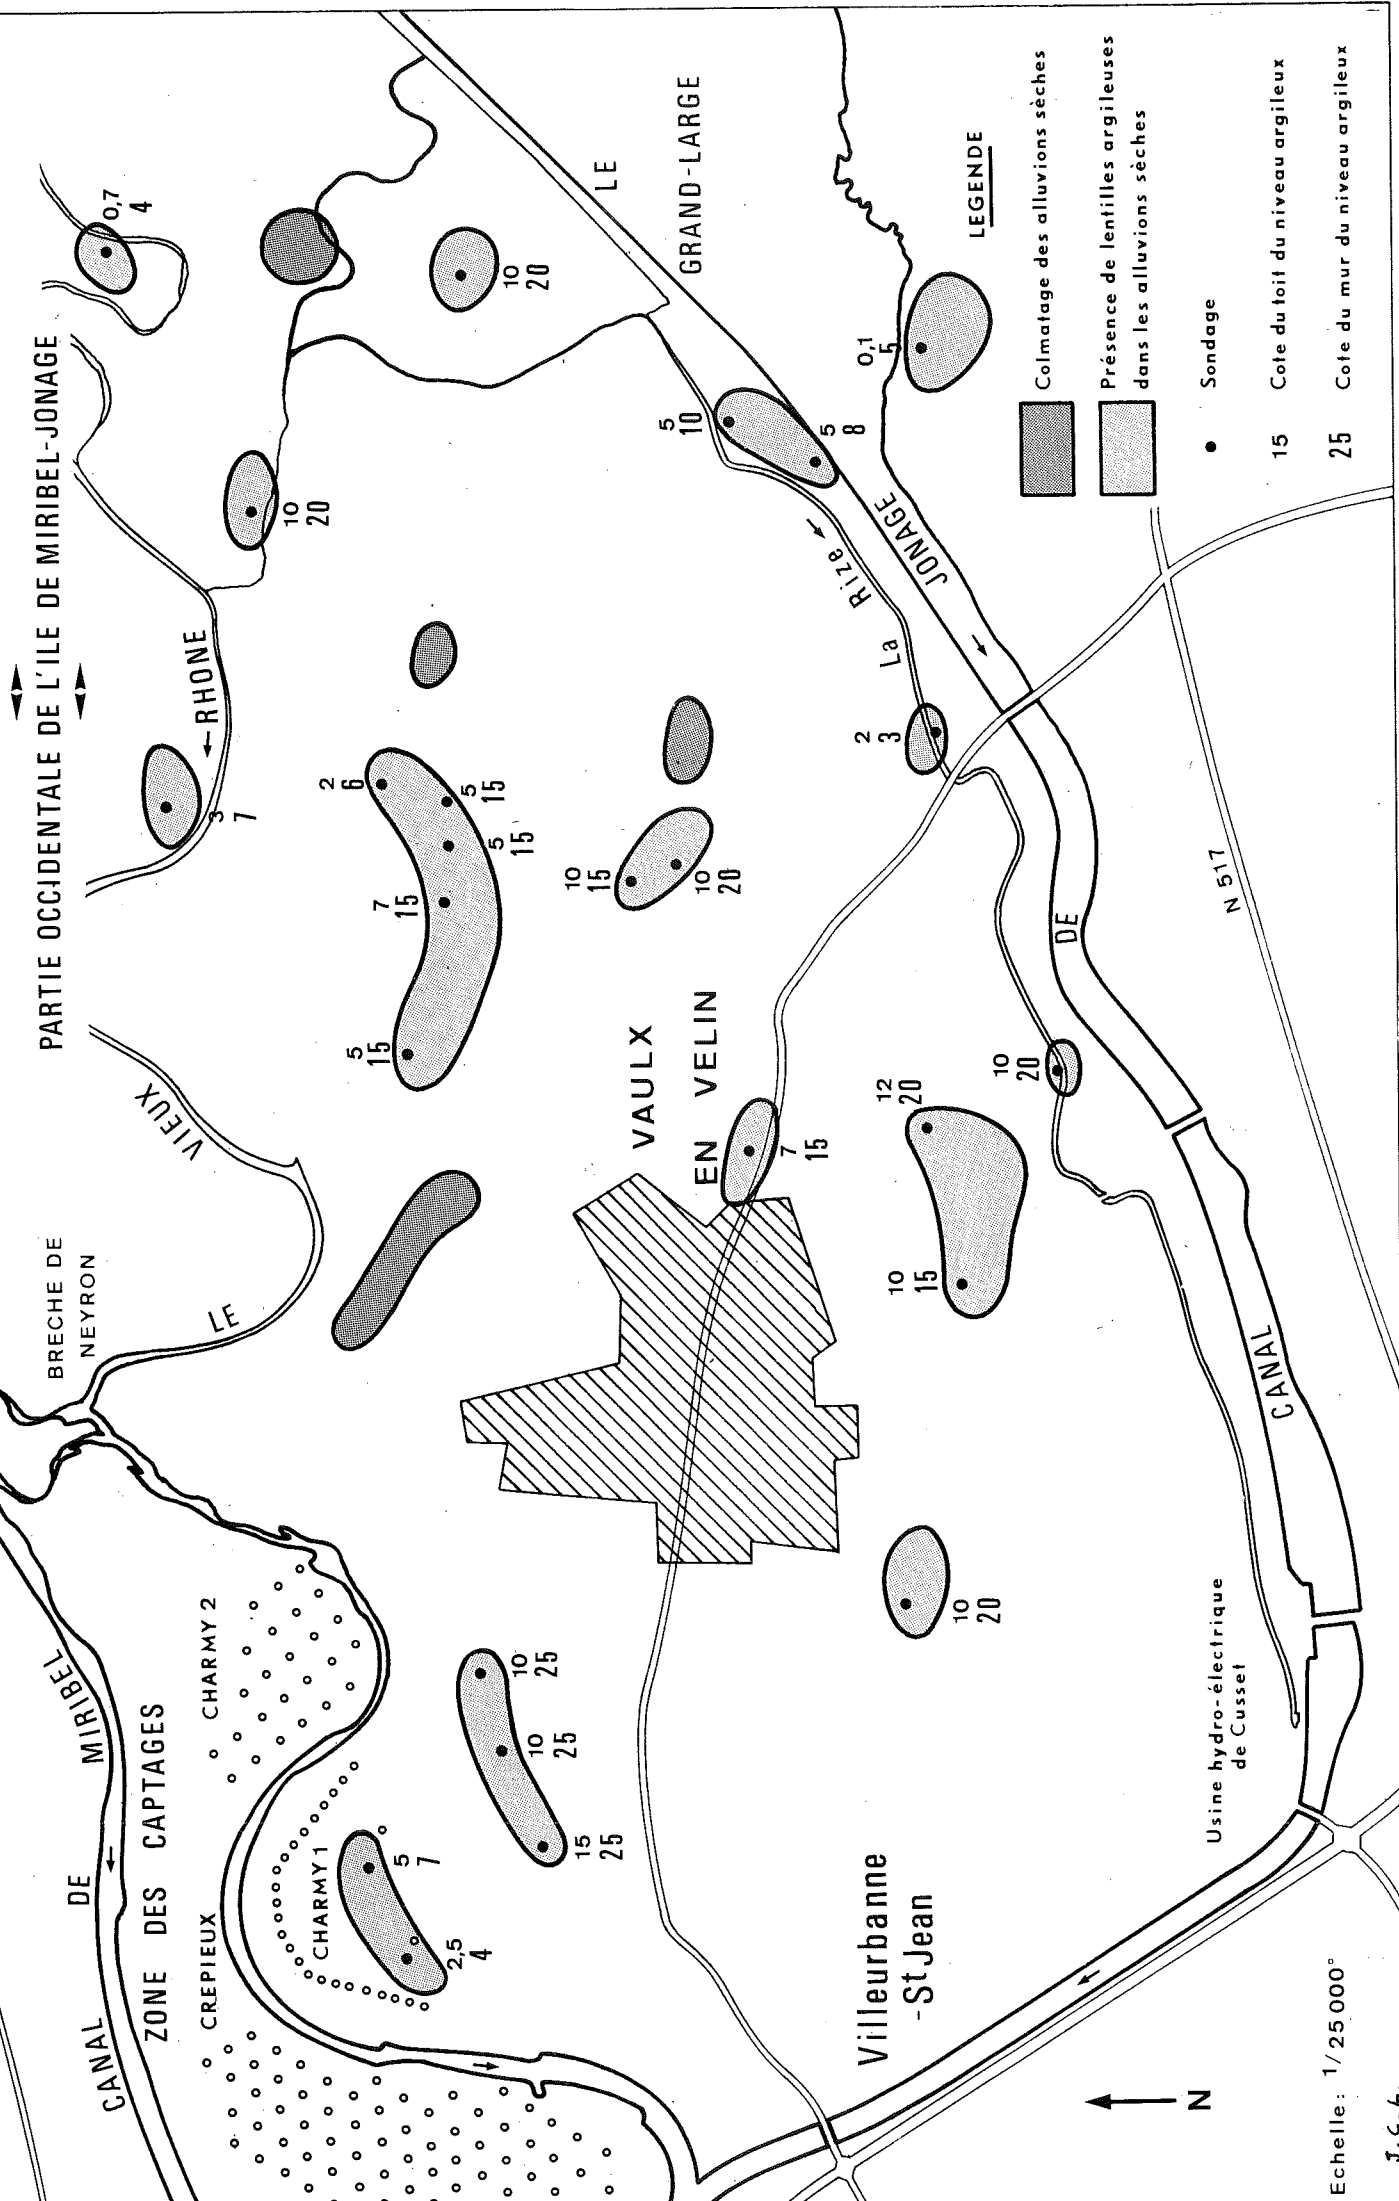 PARTIE OCCIDENTALE DE L'ILE DE MIRIBEL-JONAGE
BRECHE DE
NEYRON
CANAL
DE
MIRIBEL
ZONE DES CAPTAGES
CREPIEUX
CHARMY 2
CHARMY 1
LE
VIEUX
RHONE
VAULX
EN VELIN
LE
GRAND-LARGE
La
Rize
CANAL
DE
JONAGE
N 517
Villeurbanne
-St Jean
Usine hydro-électrique
de Cusset
2,5
4
5
7
15
25
10
25
10
25
5
15
7
15
5
15
5
15
2
6
3
7
10
20
0,7
4
10
20
10
15
10
20
7
15
10
20
10
15
12
20
10
20
2
3
5
8
5
10
0,1
5
LEGENDE
Colmatage des alluvions sèches
Présence de lentilles argileuses
dans les alluvions sèches
Sondage
15 Cote du toit du niveau argileux
25 Cote du mur du niveau argileux
N
Echelle: 1/25000°